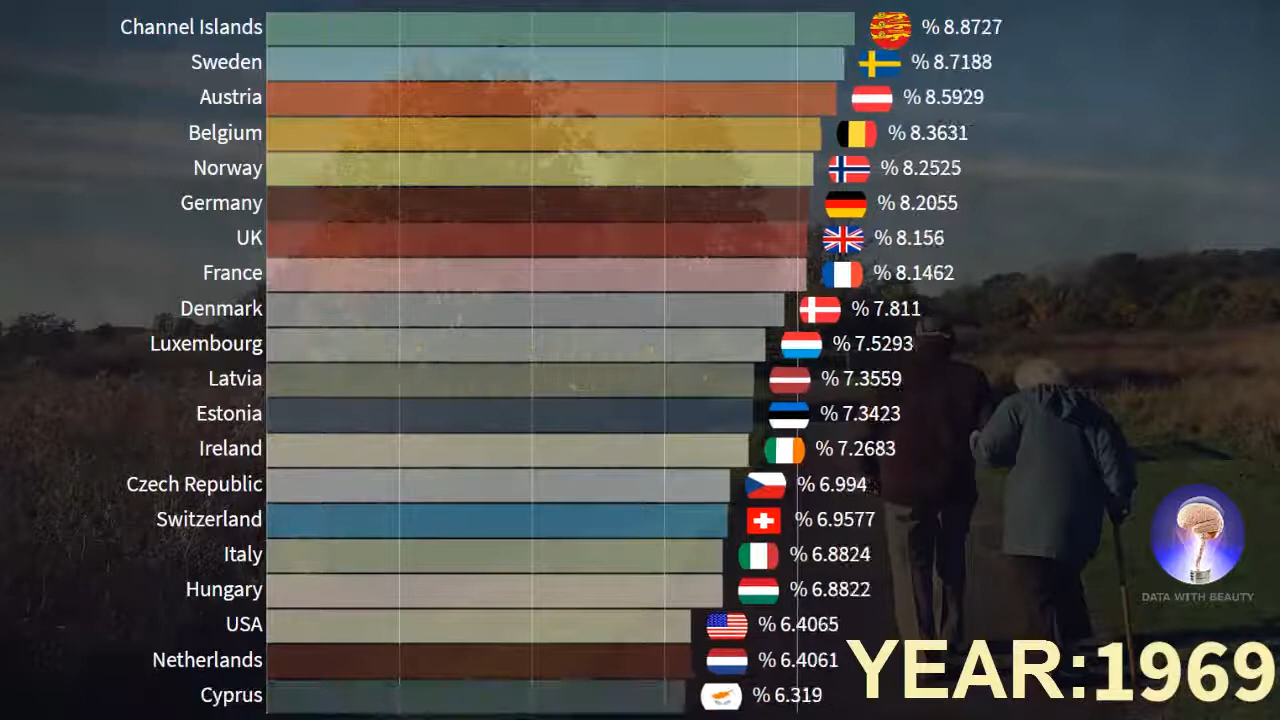 Channel Islands % 8.8727
Sweden % 8.7188
Austria % 8.5929
Belgium % 8.3631
Norway % 8.2525
Germany % 8.2055
UK % 8.156
France % 8.1462
Denmark % 7.811
Luxembourg % 7.5293
Latvia % 7.3559
Estonia % 7.3423
Ireland % 7.2683
Czech Republic % 6.994
Switzerland % 6.9577
Italy % 6.8824
Hungary % 6.8822
USA % 6.4065
Netherlands % 6.4061
Cyprus % 6.319
DATA WITH BEAUTY
YEAR:1969